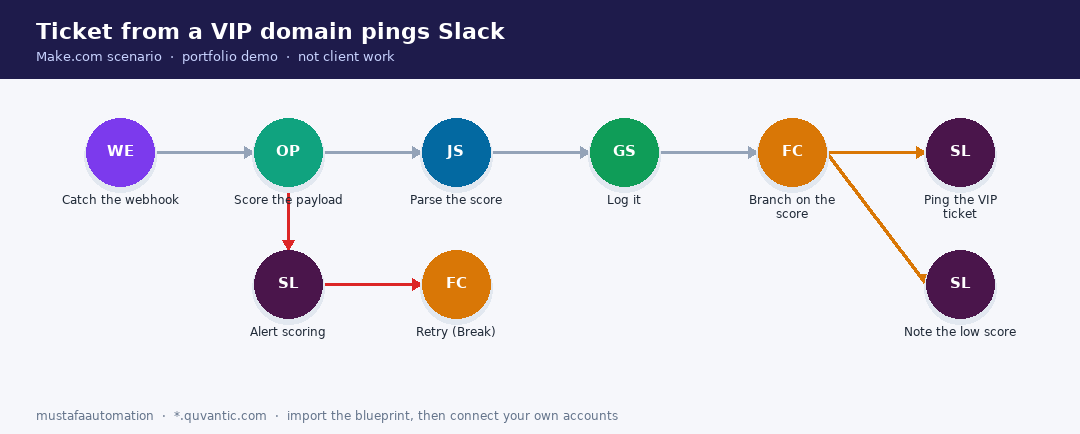 Ticket from a VIP domain pings Slack
Make.com scenario · portfolio demo · not client work
WE
OP
JS
GS
FC
SL
Catch the webhook
Score the payload
Parse the score
Log it
Branch on the
score
Ping the VIP
ticket
SL
FC
SL
Alert scoring
Retry (Break)
Note the low score
mustafaautomation · *.quvantic.com · import the blueprint, then connect your own accounts